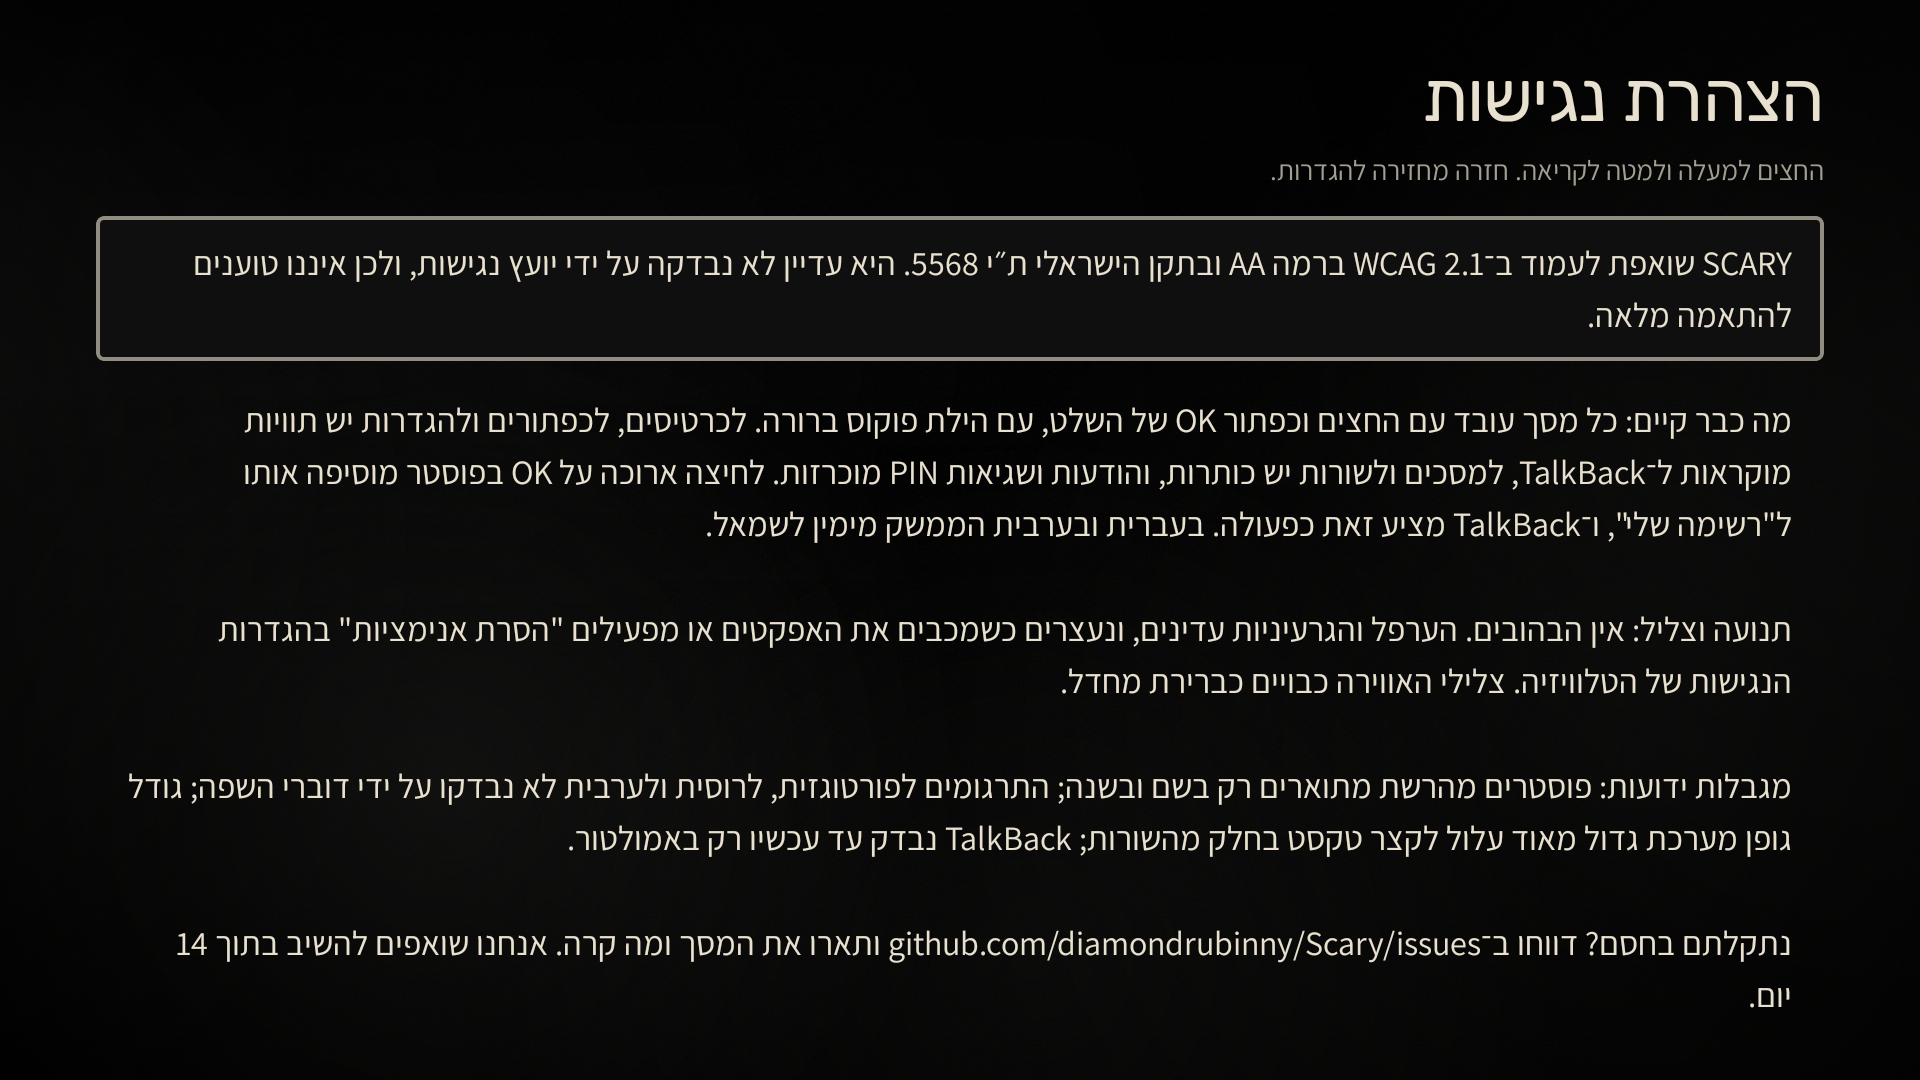 הצהרת נגישות
החצים למעלה ולמטה לקריאה. חזרה מחזירה להגדרות.
SCARY שואפת לעמוד ב־WCAG 2.1 ברמה AA ובתקן הישראלי ת״י 5568. היא עדיין לא נבדקה על ידי יועץ נגישות, ולכן איננו טוענים
להתאמה מלאה.
מה כבר קיים: כל מסך עובד עם החצים וכפתור OK של השלט, עם הילת פוקוס ברורה. לכרטיסים, לכפתורים ולהגדרות יש תוויות
מוקראות ל־TalkBack, למסכים ולשורות יש כותרות, והודעות ושגיאות PIN מוכרזות. לחיצה ארוכה על OK בפוסטר מוסיפה אותו
ל"רשימה שלי", ו־TalkBack מציע זאת כפעולה. בעברית ובערבית הממשק מימין לשמאל.
תנועה וצליל: אין הבהובים. הערפל והגרעיניות עדינים, ונעצרים כשמכבים את האפקטים או מפעילים "הסרת אנימציות" בהגדרות
הנגישות של הטלוויזיה. צלילי האווירה כבויים כברירת מחדל.
מגבלות ידועות: פוסטרים מהרשת מתוארים רק בשם ובשנה; התרגומים לפורטוגזית, לרוסית ולערבית לא נבדקו על ידי דוברי השפה; גודל
גופן מערכת גדול מאוד עלול לקצר טקסט בחלק מהשורות; TalkBack נבדק עד עכשיו רק באמולטור.
נתקלתם בחסם? דווחו ב־github.com/diamondrubinny/Scary/issues ותארו את המסך ומה קרה. אנחנו שואפים להשיב בתוך 14
יום.